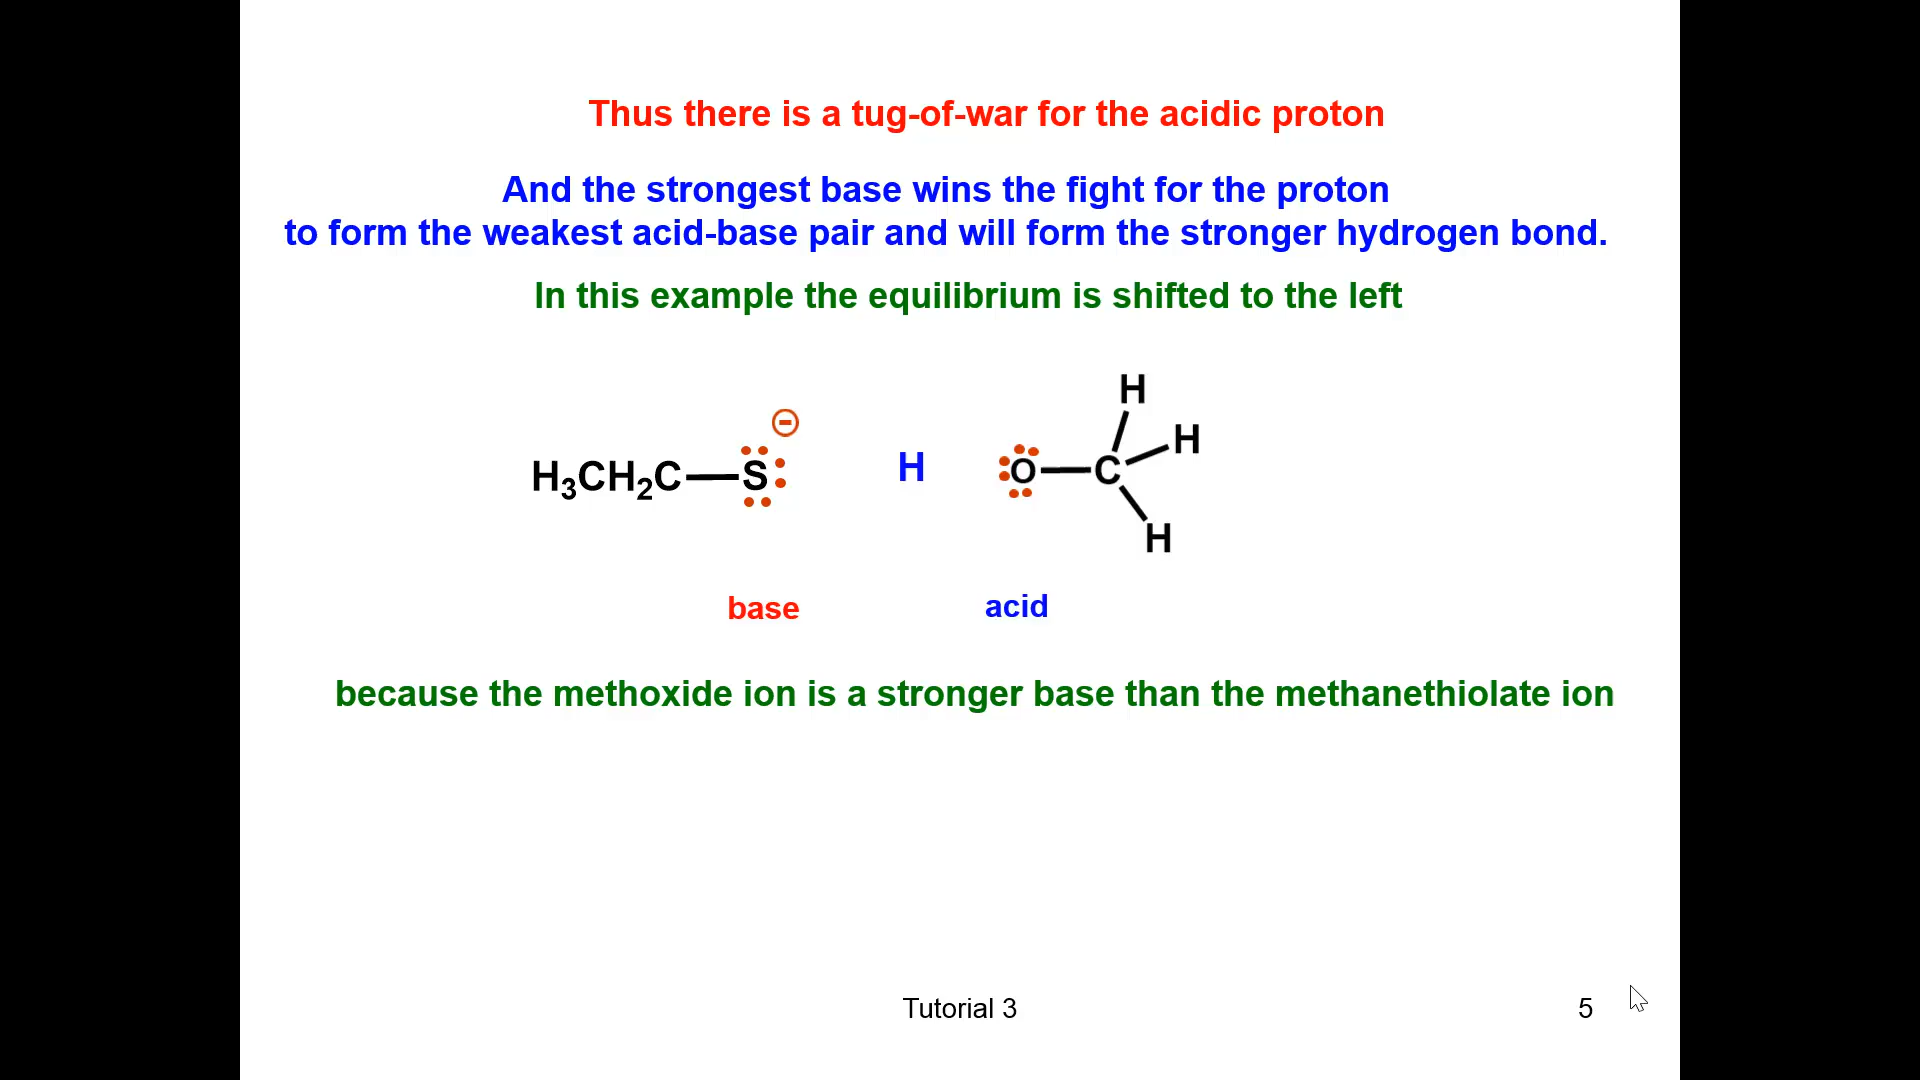 Thus there is a tug-of-war for the acidic proton
And the strongest base wins the fight for the proton
to form the weakest acid-base pair and will form the stronger hydrogen bond.
In this example the equilibrium is shifted to the left
H
H
H₃CH₂C—S:
⊖
H
:O—C
H
base
acid
because the methoxide ion is a stronger base than the methanethiolate ion
Tutorial 3
5